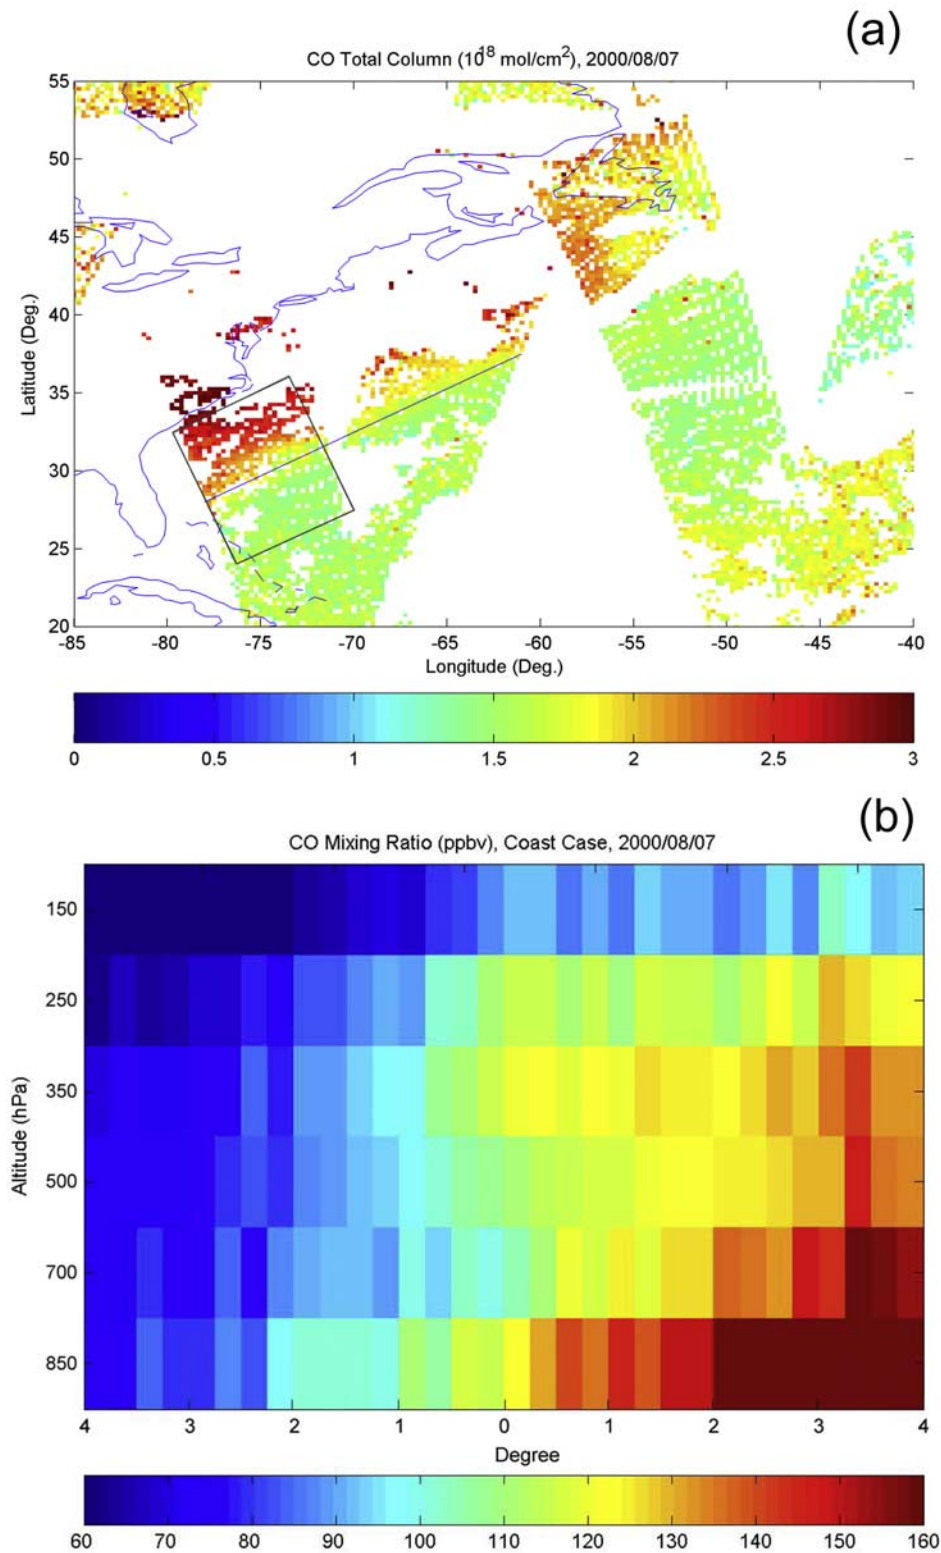 (a)
CO Total Column (10^18 mol/cm^2), 2000/08/07
55
50
45
40
35
30
25
20
Latitude (Deg.)
-85 -80 -75 -70 -65 -60 -55 -50 -45 -40
Longitude (Deg.)
0 0.5 1 1.5 2 2.5 3
(b)
CO Mixing Ratio (ppbv), Coast Case, 2000/08/07
150
250
350
500
700
850
Altitude (hPa)
4 3 2 1 0 1 2 3 4
Degree
60 70 80 90 100 110 120 130 140 150 160